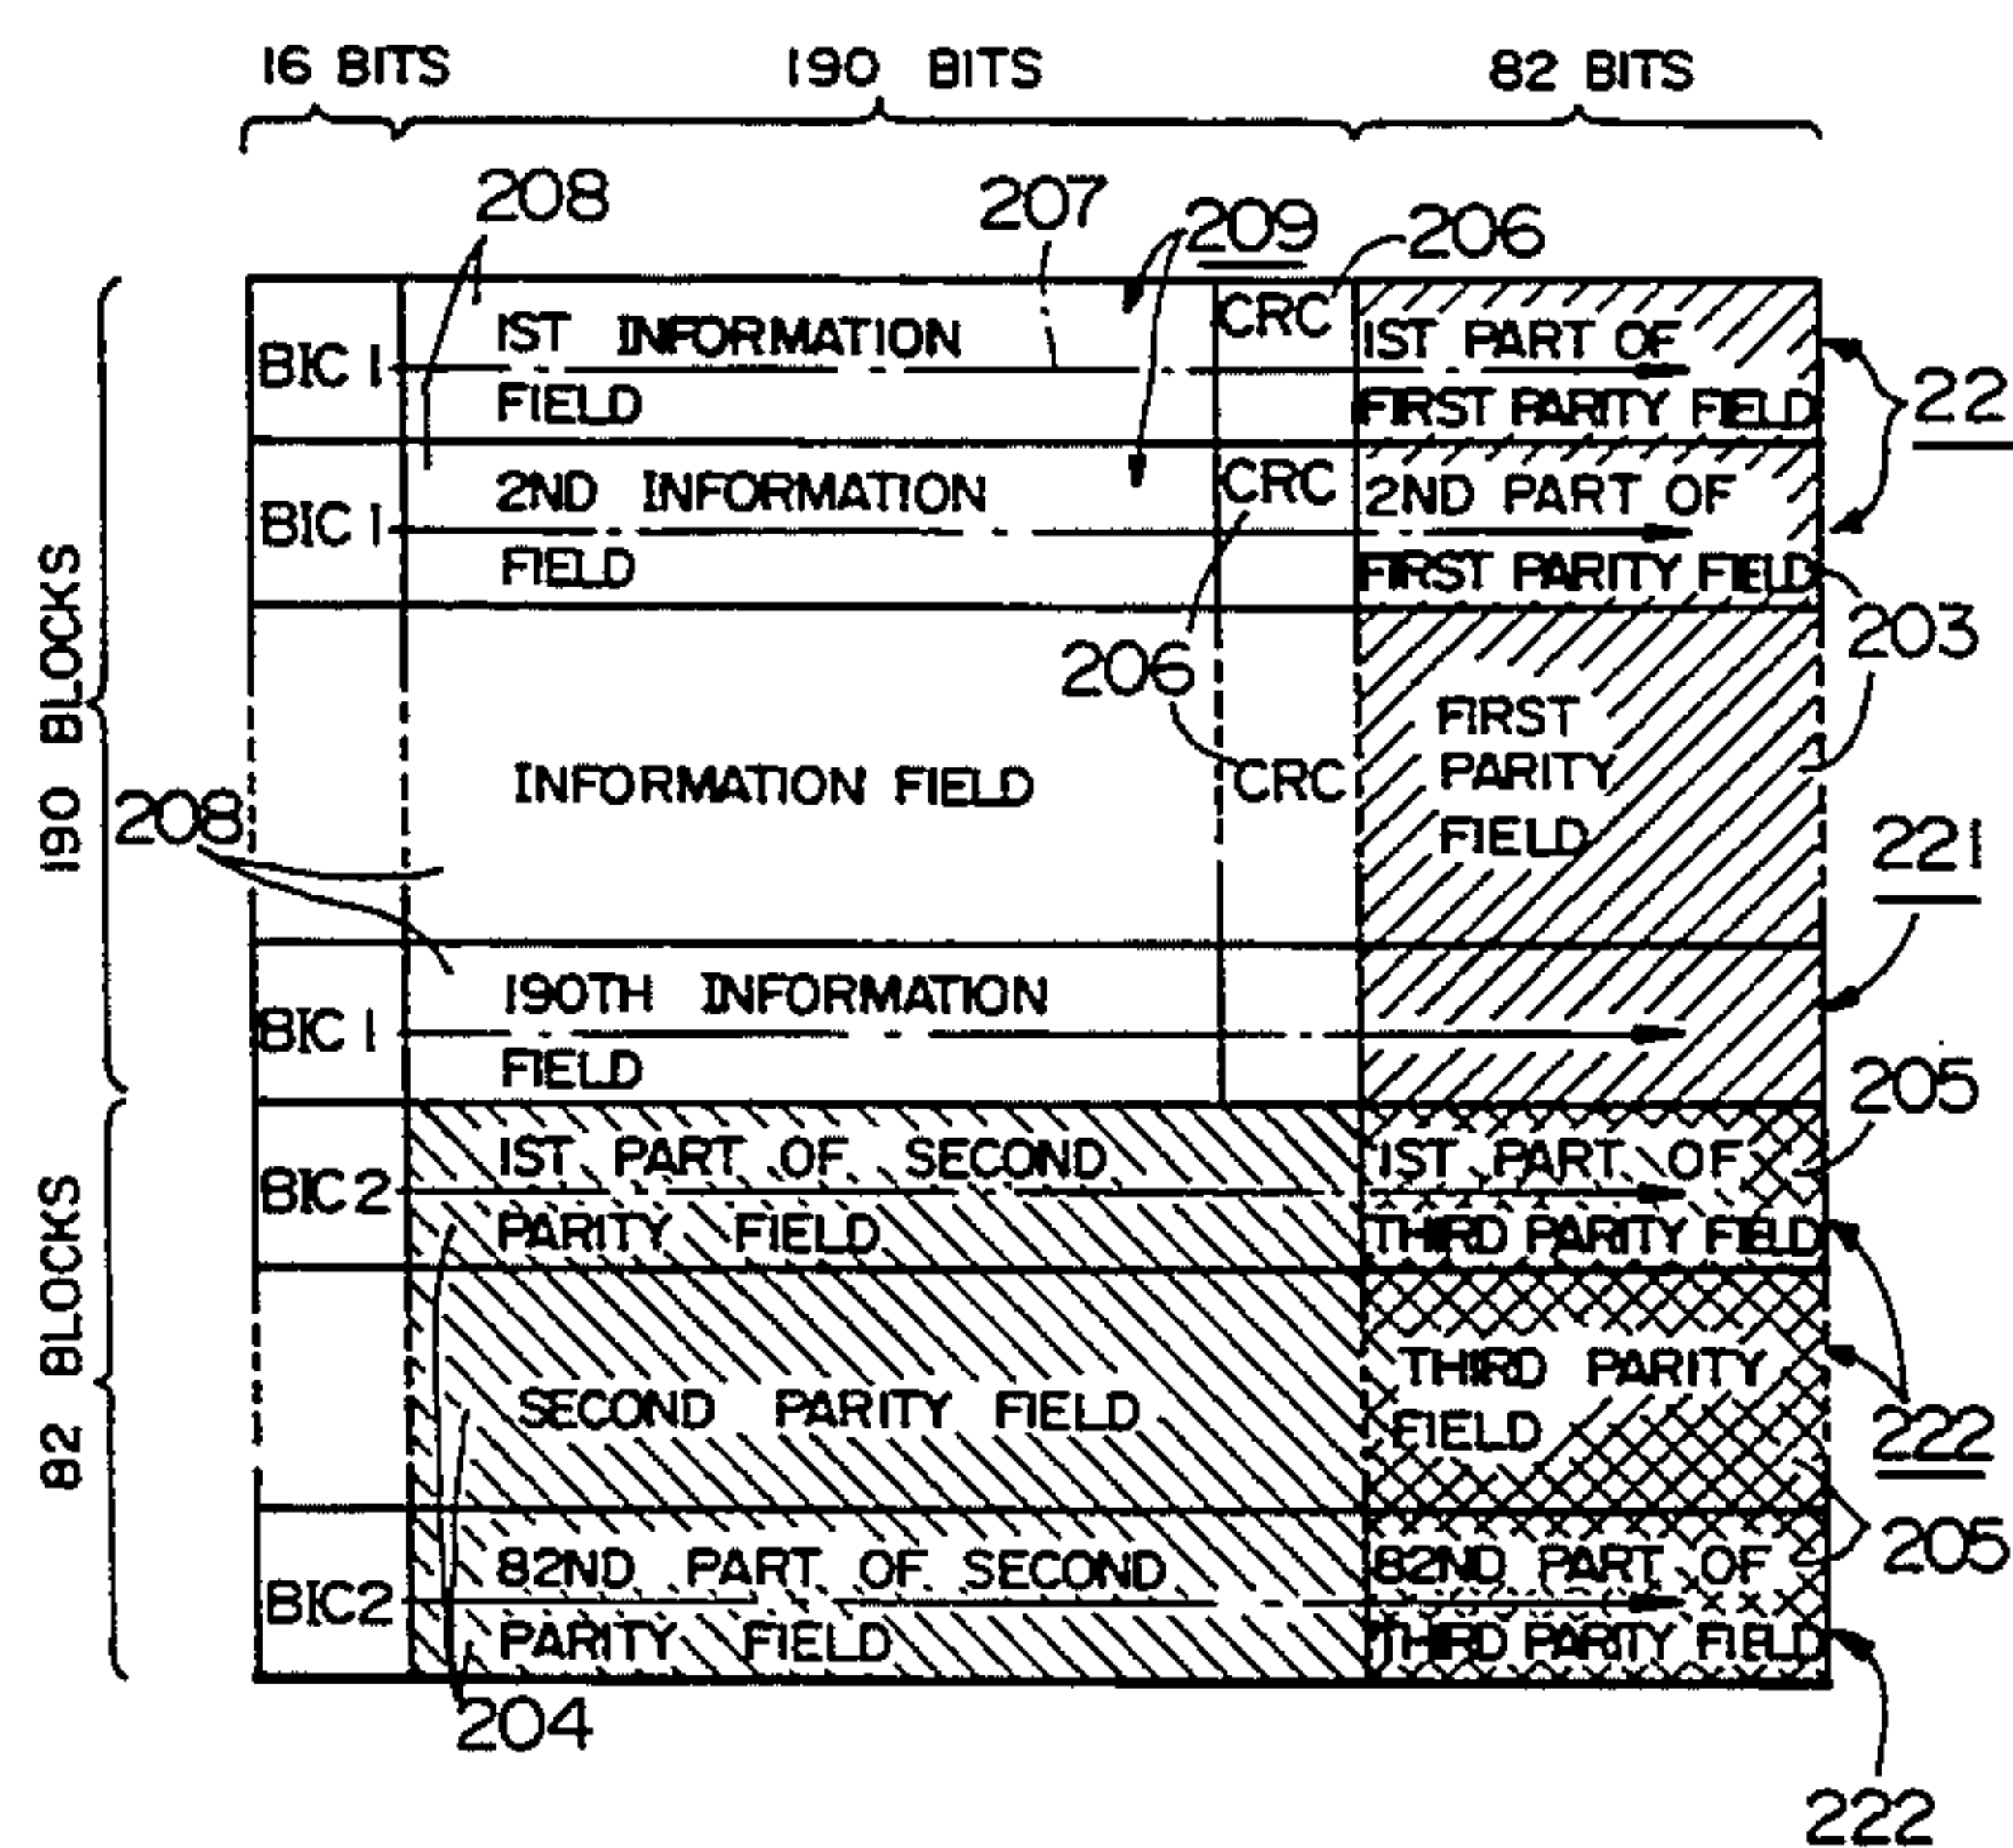 16 BITS 190 BITS 82 BITS
208 207 209 206
BIC 1 1ST INFORMATION FIELD CRC 1ST PART OF FIRST PARITY FIELD
22
BIC 1 2ND INFORMATION FIELD CRC 2ND PART OF FIRST PARITY FIELD
203
206
190 BLOCKS
INFORMATION FIELD CRC FIRST PARITY FIELD
208
221
BIC 1 190TH INFORMATION FIELD
205
BIC2 1ST PART OF SECOND PARITY FIELD 1ST PART OF THIRD PARITY FIELD
82 BLOCKS
SECOND PARITY FIELD THIRD PARITY FIELD
222
205
BIC2 82ND PART OF SECOND PARITY FIELD 82ND PART OF THIRD PARITY FIELD
204
222